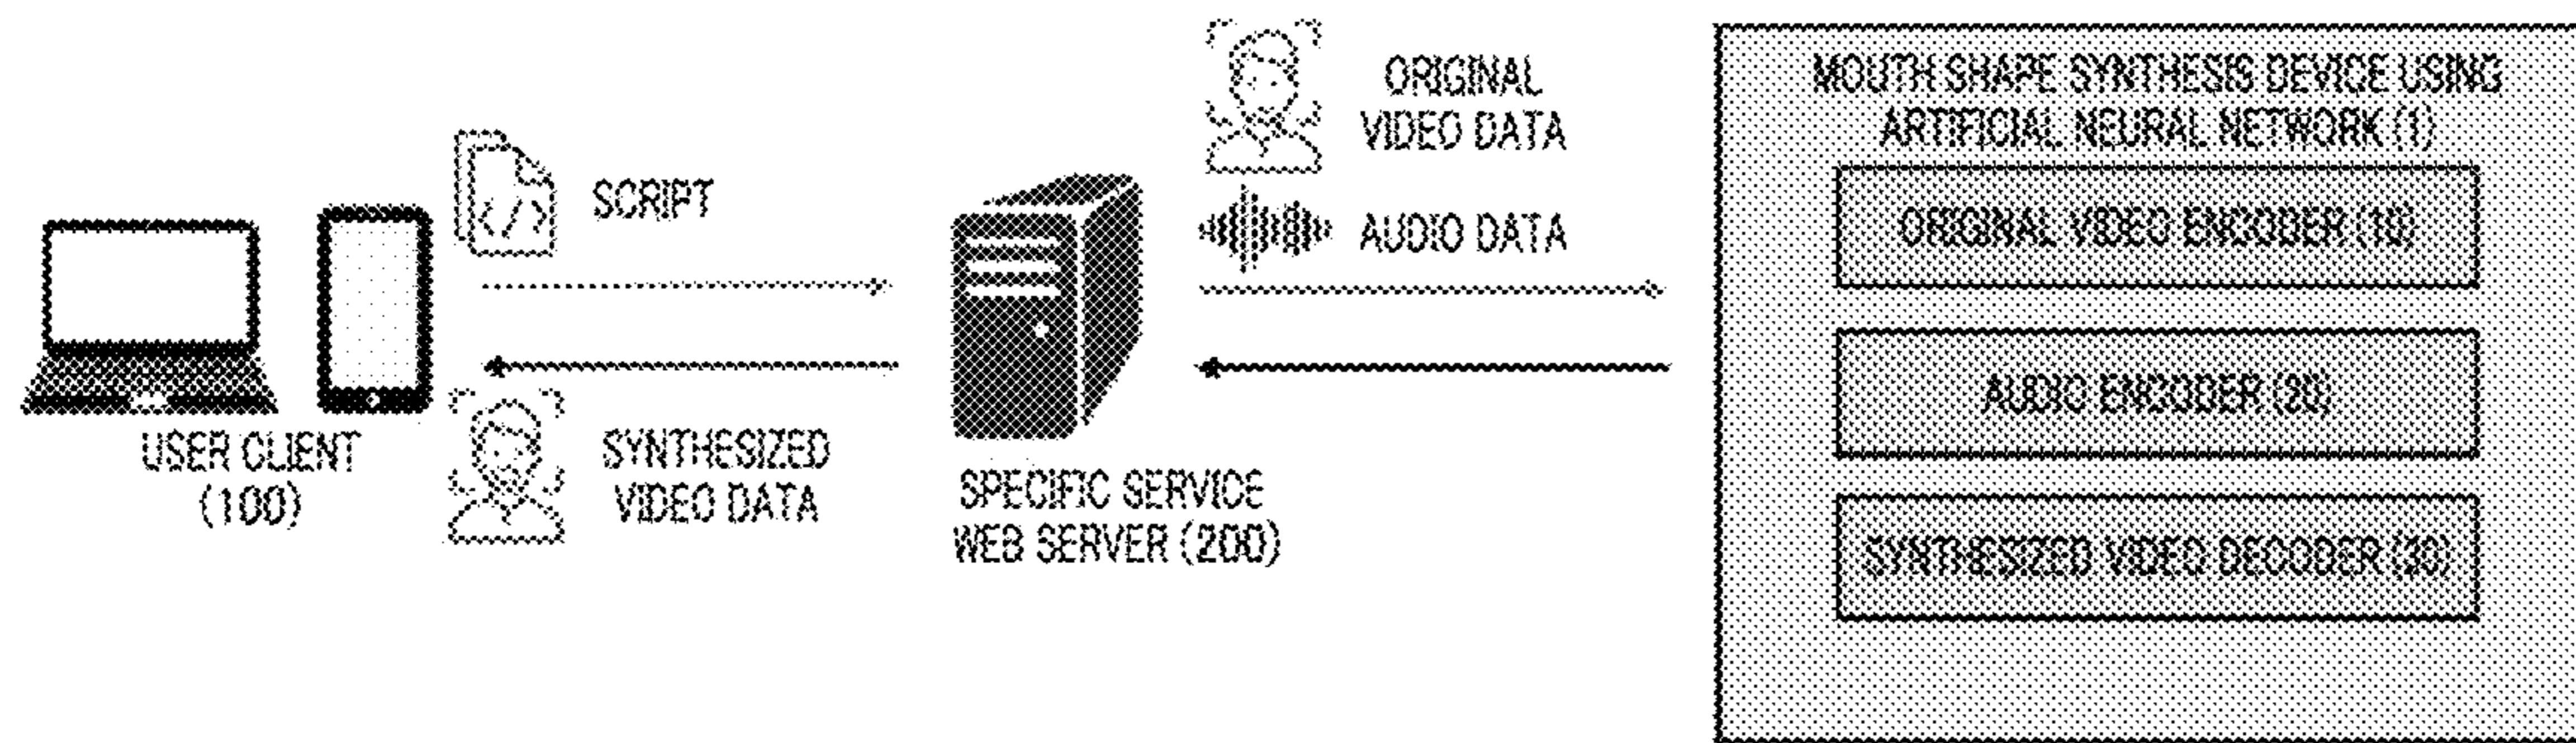 SCRIPT
USER CLIENT
(100)
SYNTHESIZED
VIDEO DATA
SPECIFIC SERVICE
WEB SERVER (200)
ORIGINAL
VIDEO DATA
AUDIO DATA
MOUTH SHAPE SYNTHESIS DEVICE USING
ARTIFICIAL NEURAL NETWORK (1)
ORIGINAL VIDEO ENCODER (10)
AUDIO ENCODER (20)
SYNTHESIZED VIDEO DECODER (30)